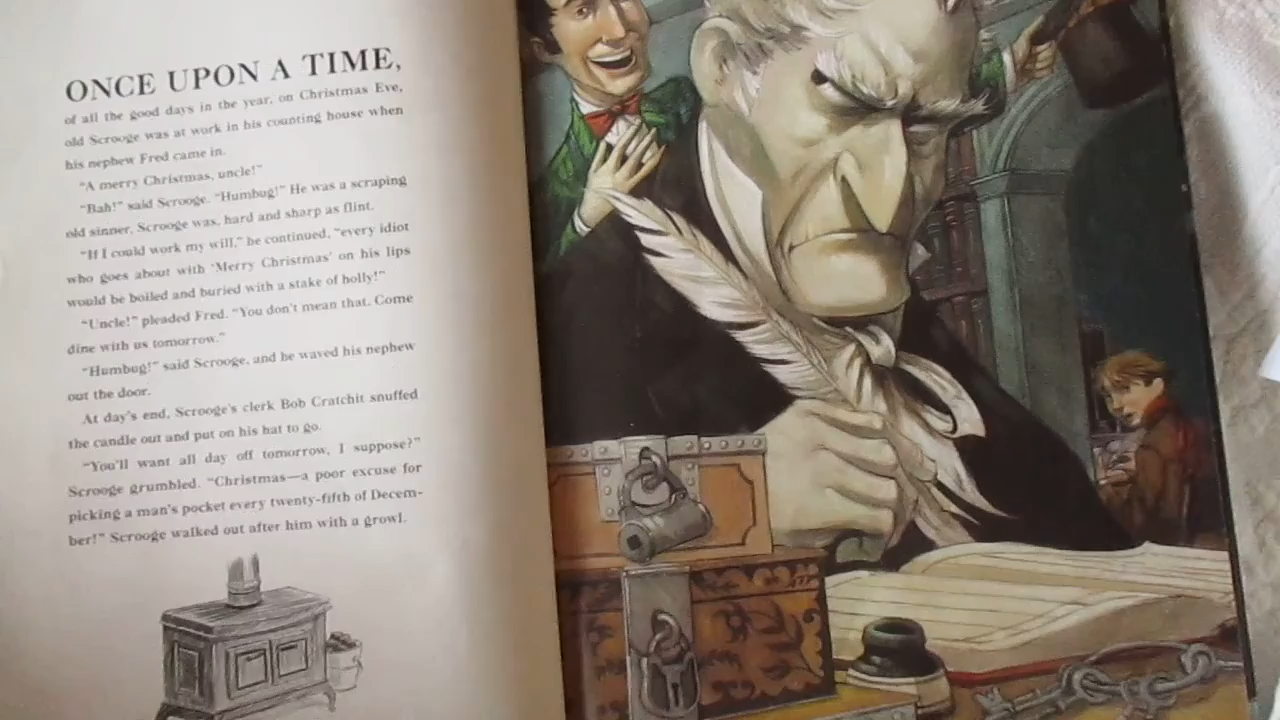 ONCE UPON A TIME,
of all the good days in the year, on Christmas Eve,
old Scrooge was at work in his counting house when
his nephew Fred came in.
"A merry Christmas, uncle!"
"Bah!" said Scrooge. "Humbug!" He was a scraping
old sinner, Scrooge was, hard and sharp as flint.
"If I could work my will," he continued, "every idiot
who goes about with 'Merry Christmas' on his lips
would be boiled and buried with a stake of holly!"
"Uncle!" pleaded Fred. "You don't mean that. Come
dine with us tomorrow."
"Humbug!" said Scrooge, and he waved his nephew
out the door.
At day's end, Scrooge's clerk Bob Cratchit snuffed
the candle out and put on his hat to go.
"You'll want all day off tomorrow, I suppose?"
Scrooge grumbled. "Christmas—a poor excuse for
picking a man's pocket every twenty-fifth of Decem-
ber!" Scrooge walked out after him with a growl.